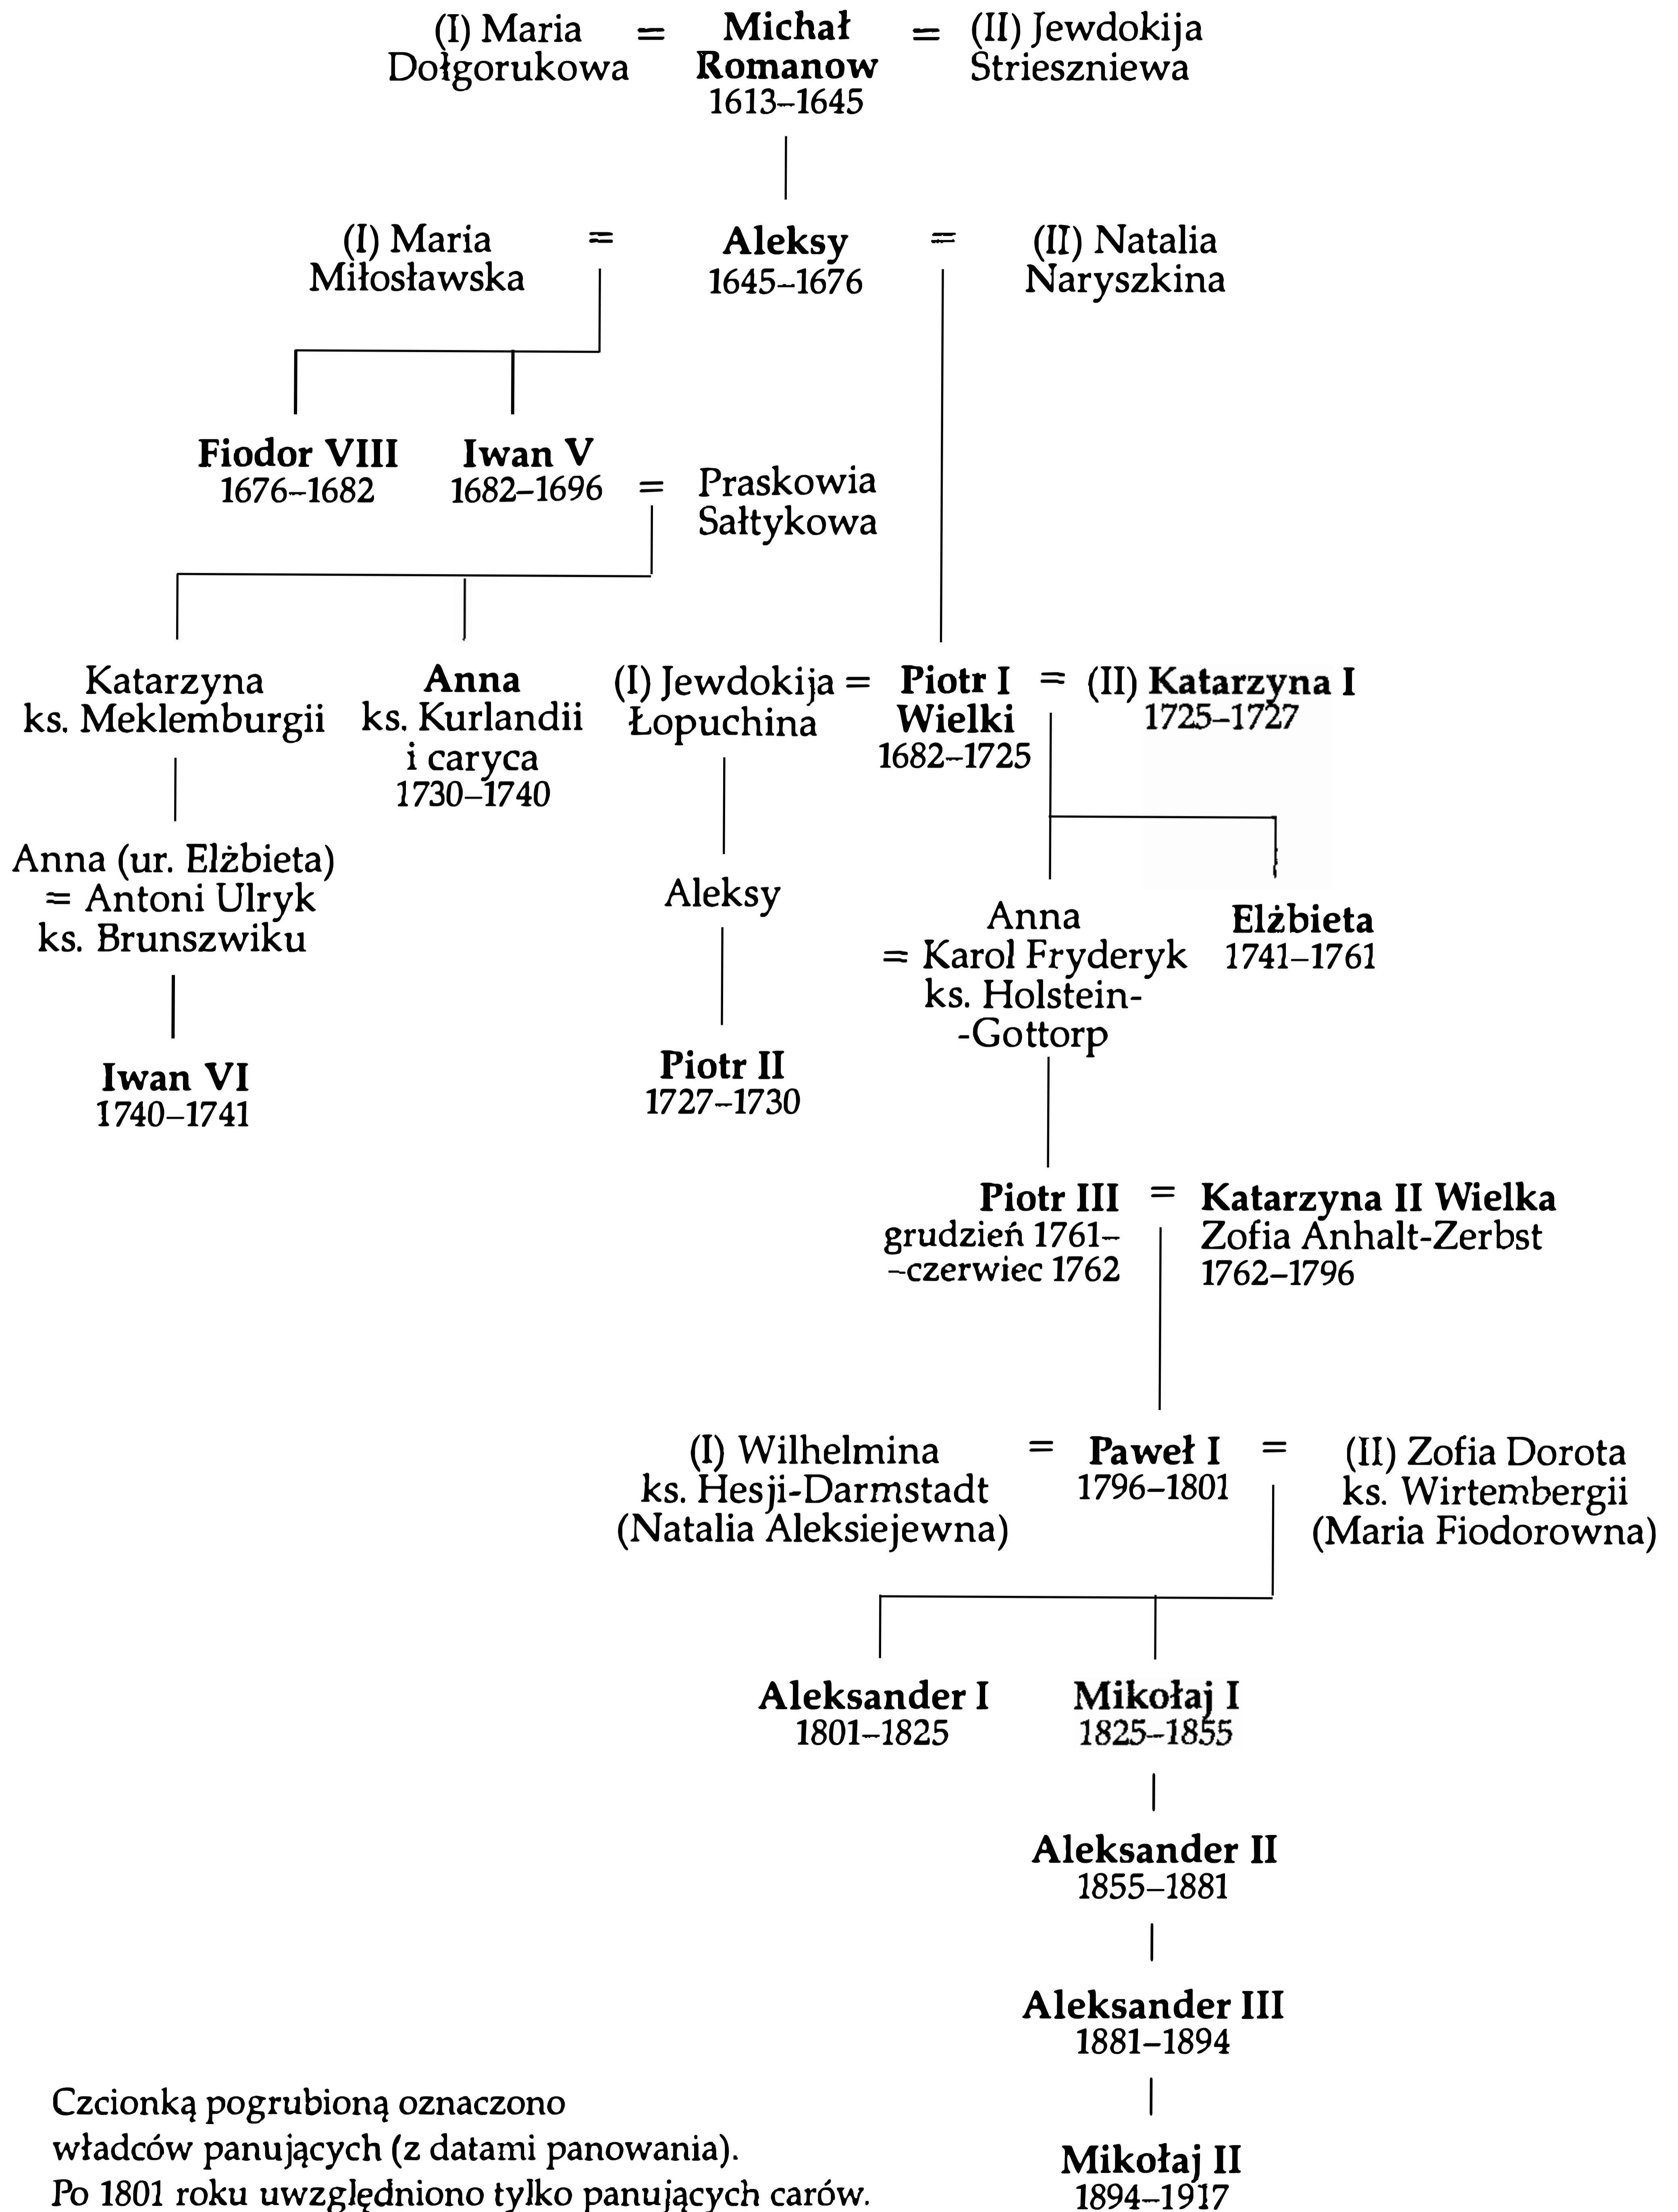 (I) Maria
Dołgorukowa
=
Michał
Romanow
1613–1645
=
(II) Jewdokija
Strieszniewa
(I) Maria
Miłosławska
=
Aleksy
1645–1676
=
(II) Natalia
Naryszkina
Fiodor VIII
1676–1682
Iwan V
1682–1696
=
Praskowia
Sałtykowa
Katarzyna
ks. Meklemburgii
Anna
ks. Kurlandii
i caryca
1730–1740
(I) Jewdokija =
Łopuchina
Piotr I
Wielki
1682–1725
=
(II) Katarzyna I
1725–1727
Anna (ur. Elżbieta)
= Antoni Ulryk
ks. Brunszwiku
Aleksy
Anna
= Karol Fryderyk
ks. Holstein-
-Gottorp
Elżbieta
1741–1761
Iwan VI
1740–1741
Piotr II
1727–1730
Piotr III
grudzień 1761–
–czerwiec 1762
=
Katarzyna II Wielka
Zofia Anhalt-Zerbst
1762–1796
(I) Wilhelmina
ks. Hesji-Darmstadt
(Natalia Aleksiejewna)
=
Paweł I
1796–1801
=
(II) Zofia Dorota
ks. Wirtembergii
(Maria Fiodorowna)
Aleksander I
1801–1825
Mikołaj I
1825–1855
Aleksander II
1855–1881
Aleksander III
1881–1894
Mikołaj II
1894–1917
Czcionką pogrubioną oznaczono
władców panujących (z datami panowania).
Po 1801 roku uwzględniono tylko panujących carów.